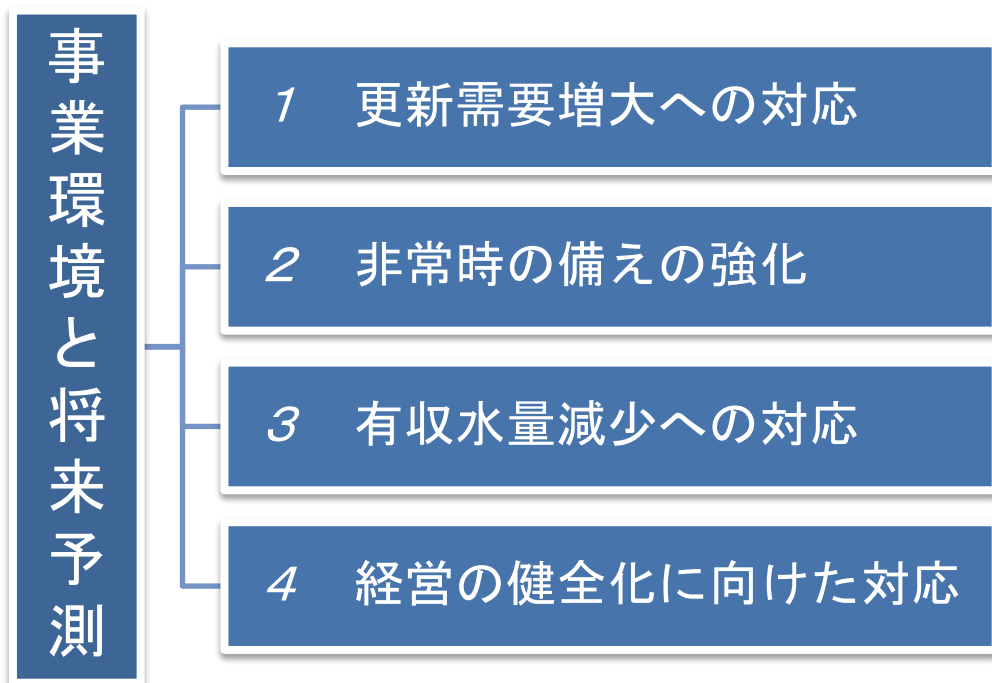 事業環境と将来予測
1 更新需要増大への対応
2 非常時の備えの強化
3 有収水量減少への対応
4 経営の健全化に向けた対応